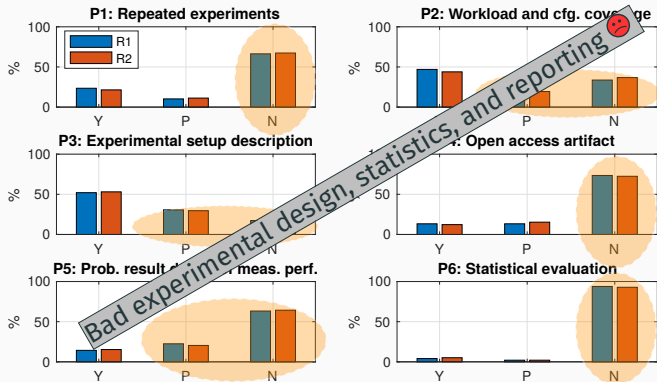 P1: Repeated experiments
100
50
0
%
R1
R2
Y
P
N
P2: Workload and cfg.
100
50
0
%
Y
N
P3: Experimental setup description
100
50
0
%
Y
P
N
Open access artifact
100
50
0
%
Y
P
N
P5: Prob. result
meas. perf.
100
50
0
%
Y
P
N
P6: Statistical evaluation
100
50
0
%
Y
P
N
Bad experimental design, statistics, and reporting